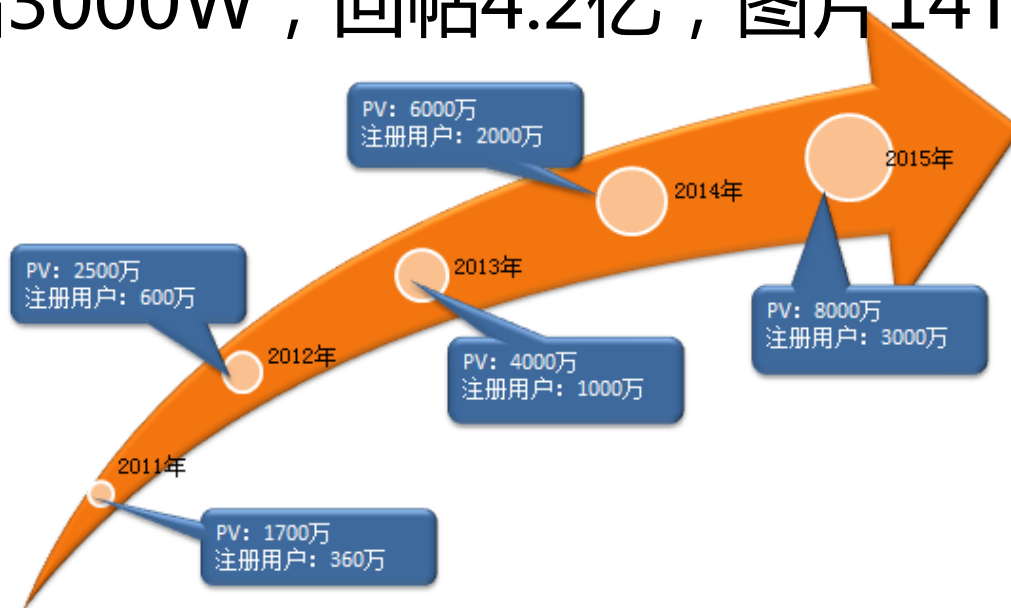 3000W，回帖4.2亿，图片14T
PV：6000万
注册用户：2000万
2015年
2014年
PV：2500万
注册用户：600万
2013年
PV：8000万
注册用户：3000万
2012年
PV：4000万
注册用户：1000万
2011年
PV：1700万
注册用户：360万